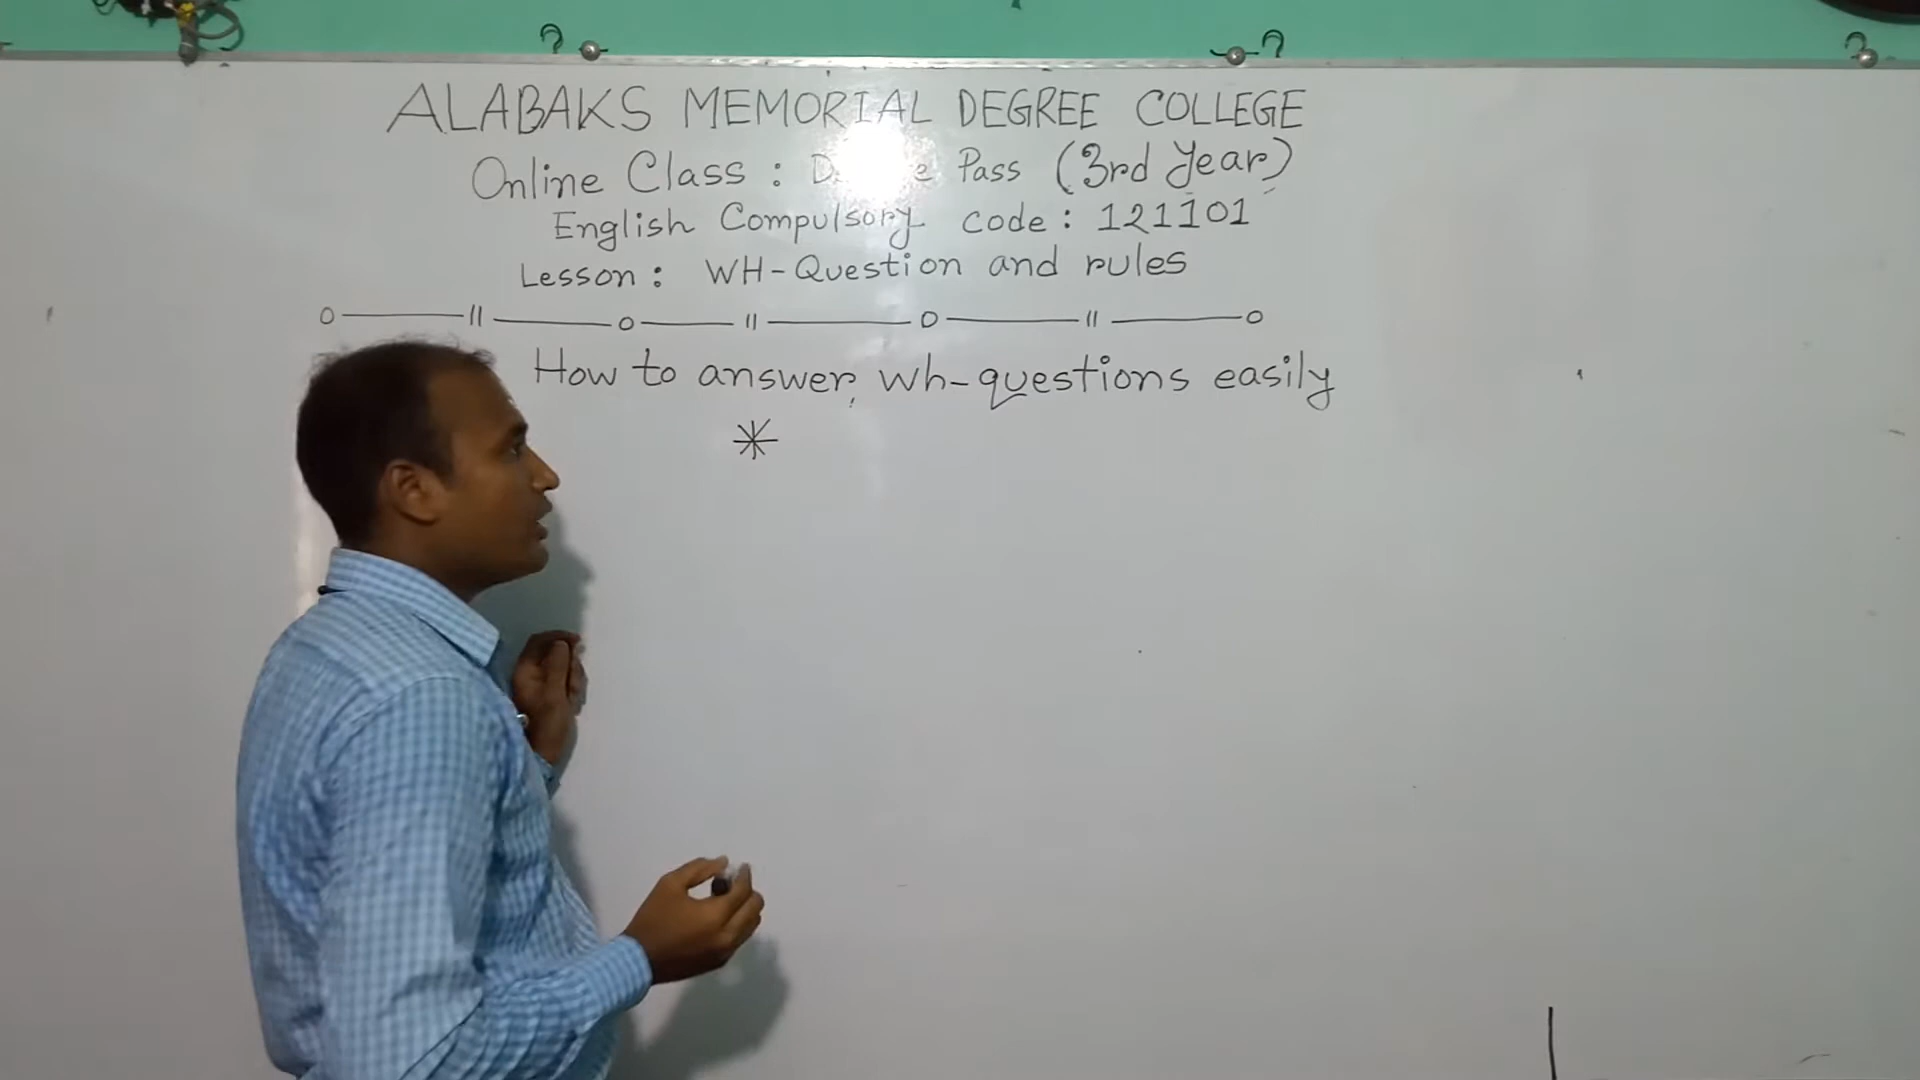 ALABAKS MEMORIAL DEGREE COLLEGE
Online Class : Pass (3rd Year)
English Compulsory code : 121101
Lesson : WH-Question and rules
How to answer wh-questions easily
*